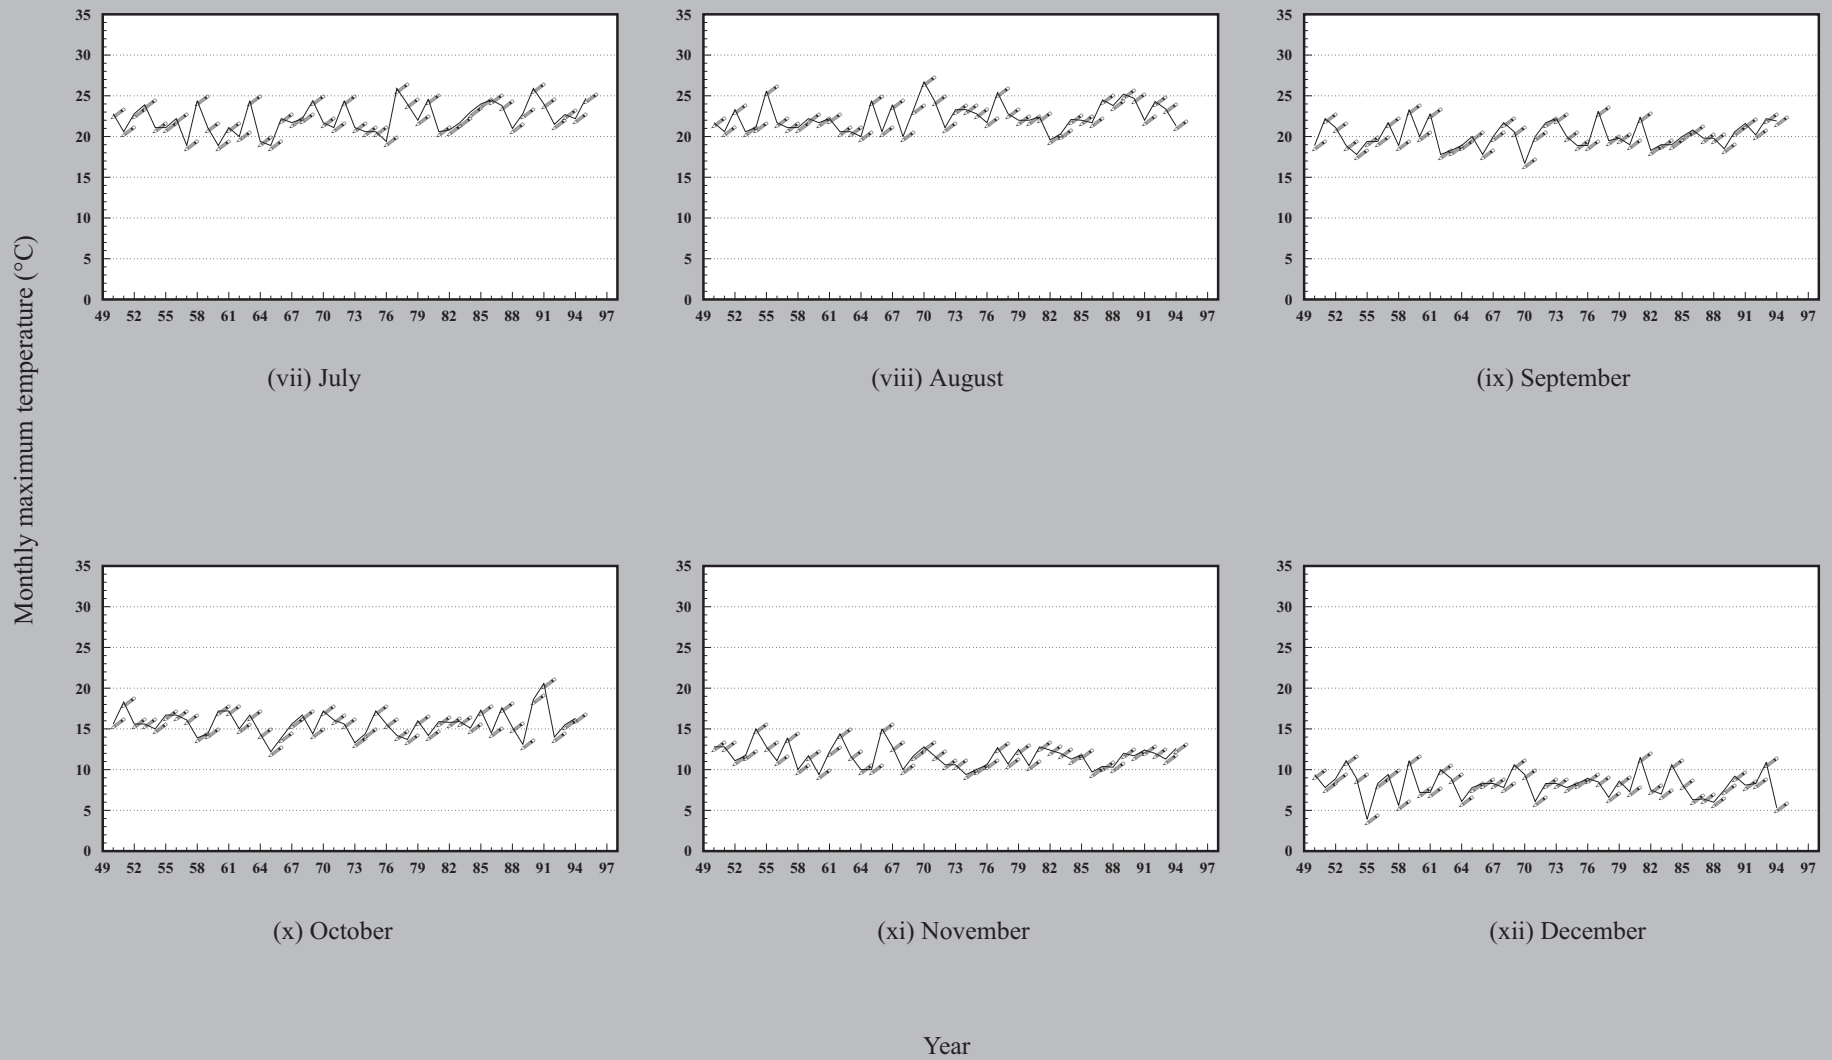 Monthly maximum temperature (°C)
35 35 35
30 30 30
25 25 25
20 20 20
15 15 15
10 10 10
5 5 5
0 0 0
49 52 55 58 61 64 67 70 73 76 79 82 85 88 91 94 97 49 52 55 58 61 64 67 70 73 76 79 82 85 88 91 94 97 49 52 55 58 61 64 67 70 73 76 79 82 85 88 91 94 97
(vii) July (viii) August (ix) September
35 35 35
30 30 30
25 25 25
20 20 20
15 15 15
10 10 10
5 5 5
0 0 0
49 52 55 58 61 64 67 70 73 76 79 82 85 88 91 94 97 49 52 55 58 61 64 67 70 73 76 79 82 85 88 91 94 97 49 52 55 58 61 64 67 70 73 76 79 82 85 88 91 94 97
(x) October (xi) November (xii) December
Year